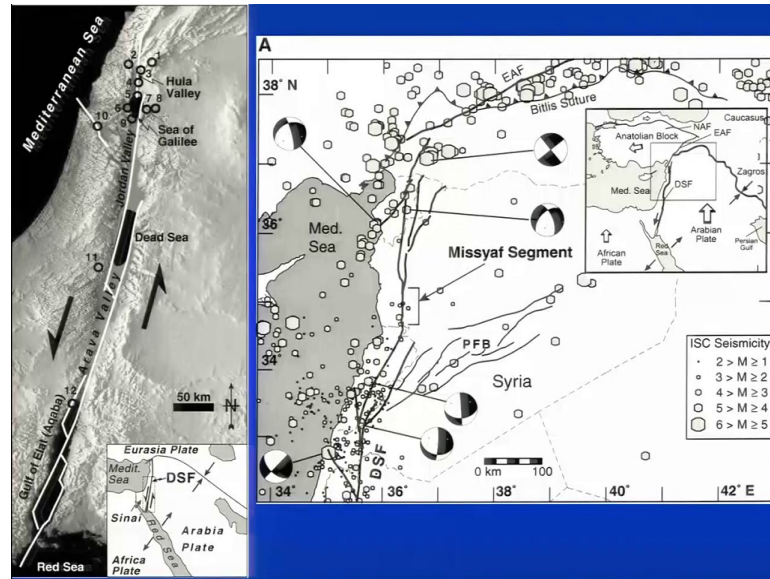 Mediterranean Sea
2
1
3
4
Hula
Valley
5
6
7
8
9
10
Sea of
Galilee
Jordan Valley
Dead Sea
11
Arava Valley
12
50 km
N
Gulf of Elat (Aqaba)
Red Sea
Eurasia Plate
Medit.
Sea
DSF
Sinai
Red Sea
Arabia
Plate
Africa
Plate
A
38° N
EAF
Bitlis Suture
36°
Med.
Sea
Missyaf Segment
34
PFB
Syria
DSF
0 km 100
34°
36
38
40
42° E
Caucasus
NAF
Anatolian Block
EAF
Zagros
Med. Sea
DSF
Arabian
Plate
African
Plate
Red
Sea
Persian
Gulf
ISC Seismicity
2 > M ≥ 1
3 > M ≥ 2
4 > M ≥ 3
5 > M ≥ 4
6 > M ≥ 5